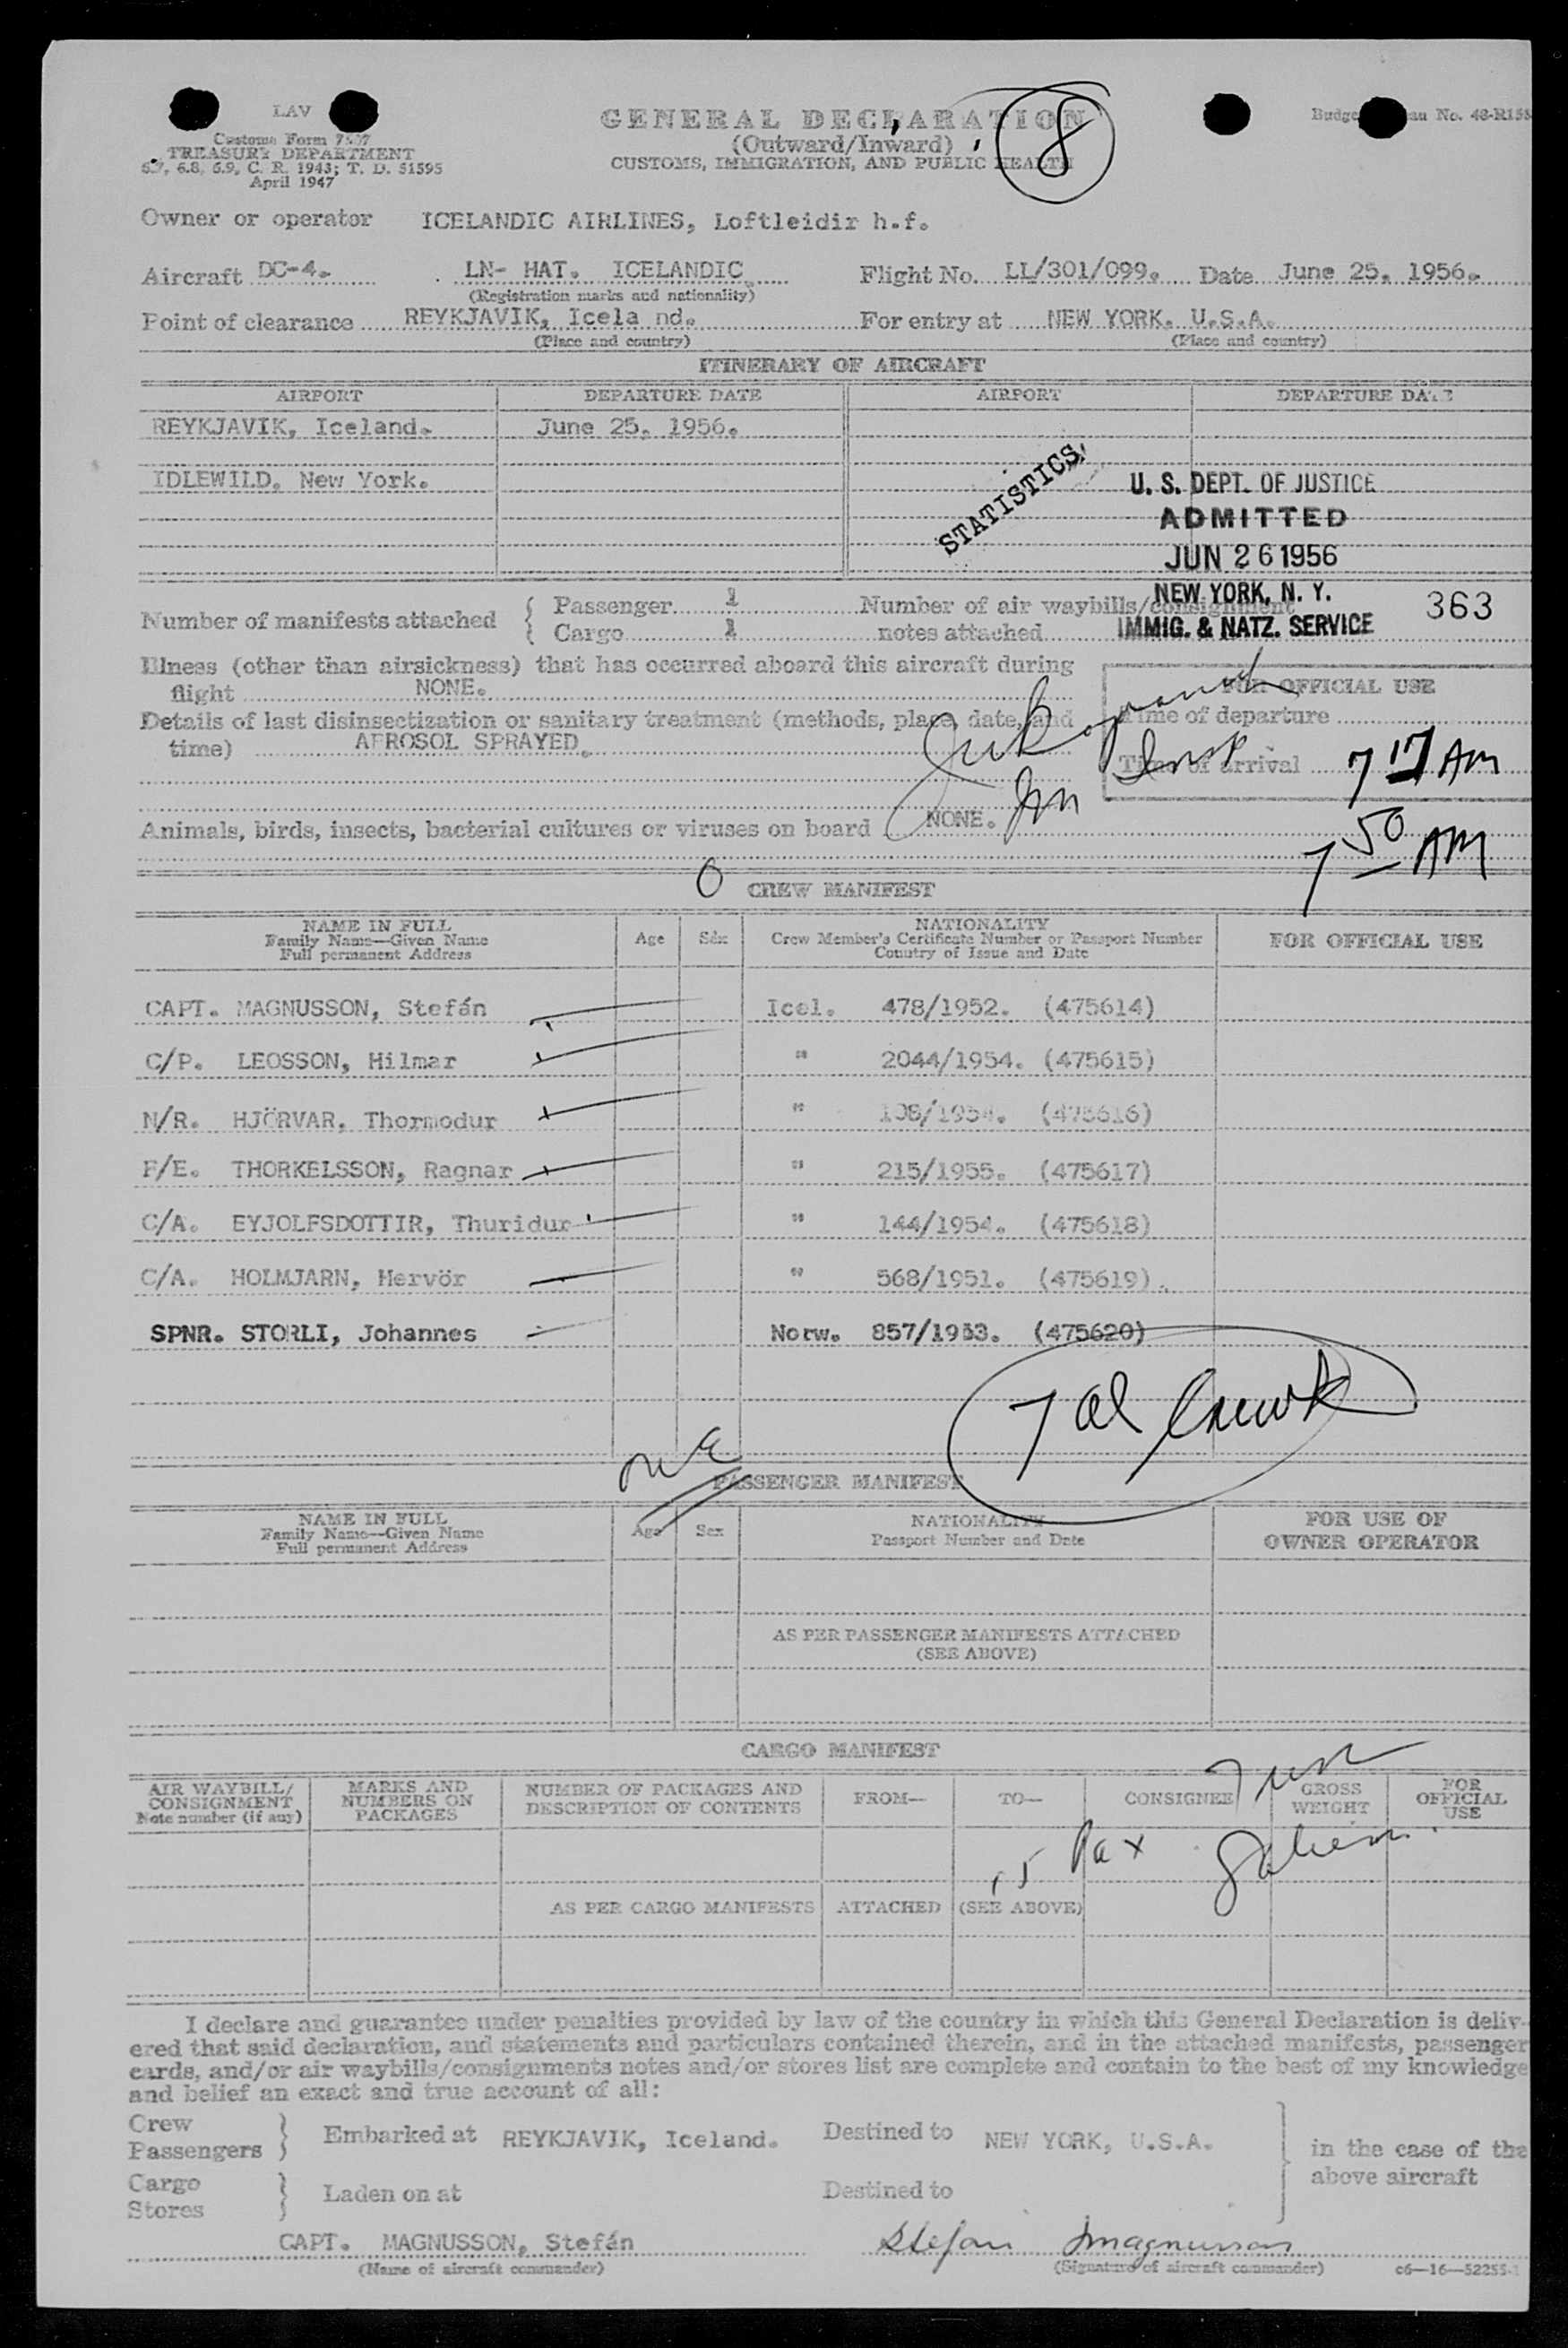 LAV
Customs Form 7507
TREASURY DEPARTMENT
6.7, 6.8, 6.9, C. R. 1943; T. D. 51595
April 1947
GENERAL DECLARATION
(Outward/Inward)
CUSTOMS, IMMIGRATION, AND PUBLIC HEALTH
8
No. 48-R155
Owner or operator ICELANDIC AIRLINES, Loftleidir h.f.
Aircraft DC-4. LN- HAT. ICELANDIC Flight No. LL/301/099. Date June 25. 1956.
(Registration marks and nationality)
Point of clearance REYKJAVIK, Icela nd. For entry at NEW YORK. U.S.A.
(Place and country) (Place and country)
ITINERARY OF AIRCRAFT
AIRPORT DEPARTURE DATE AIRPORT DEPARTURE DATE
REYKJAVIK, Iceland. June 25. 1956.
IDLEWILD. New York.
STATISTICS
U. S. DEPT. OF JUSTICE
ADMITTED
JUN 26 1956
NEW YORK, N. Y.
IMMIG. & NATZ. SERVICE
363
Number of manifests attached { Passenger 1 Number of air waybills/consignment
Cargo 1 notes attached
Illness (other than airsickness) that has occurred aboard this aircraft during
flight NONE.
Details of last disinsectization or sanitary treatment (methods, place, date, and
time) AEROSOL SPRAYED.
FOR OFFICIAL USE
Time of departure
Time of arrival 7 17 AM
Animals, birds, insects, bacterial cultures or viruses on board NONE.
7 50 AM
O CREW MANIFEST
NAME IN FULL
Family Name—Given Name
Full permanent Address
Age Sex
NATIONALITY
Crew Member's Certificate Number or Passport Number
Country of Issue and Date
FOR OFFICIAL USE
CAPT. MAGNUSSON, Stefán Icel. 478/1952. (475614)
C/P. LEOSSON, Hilmar " 2044/1954. (475615)
N/R. HJÖRVAR, Thormodur " 108/1954. (475616)
F/E. THORKELSSON, Ragnar " 215/1955. (475617)
C/A. EYJOLFSDOTTIR, Thuridur " 144/1954. (475618)
C/A. HOLMJARN, Hervör " 568/1951. (475619).
SPNR. STORLI, Johannes Norw. 857/1953. (475620)
PASSENGER MANIFEST
NAME IN FULL
Family Name—Given Name
Full permanent Address
Age Sex
NATIONALITY
Passport Number and Date
FOR USE OF
OWNER OPERATOR
AS PER PASSENGER MANIFESTS ATTACHED
(SEE ABOVE)
CARGO MANIFEST
AIR WAYBILL/
CONSIGNMENT
Note number (if any)
MARKS AND
NUMBERS ON
PACKAGES
NUMBER OF PACKAGES AND
DESCRIPTION OF CONTENTS
FROM— TO— CONSIGNEE
GROSS
WEIGHT
FOR
OFFICIAL
USE
Pax
AS PER CARGO MANIFESTS ATTACHED (SEE ABOVE)
I declare and guarantee under penalties provided by law of the country in which this General Declaration is deliv-
ered that said declaration, and statements and particulars contained therein, and in the attached manifests, passenger
cards, and/or air waybills/consignments notes and/or stores list are complete and contain to the best of my knowledge
and belief an exact and true account of all:
Crew
Passengers } Embarked at REYKJAVIK, Iceland. Destined to NEW YORK, U.S.A.
in the case of the
above aircraft
Cargo
Stores } Laden on at Destined to
CAPT. MAGNUSSON, Stefán Stefán Magnusson
(Name of aircraft commander) (Signature of aircraft commander) c6—16—52255-1